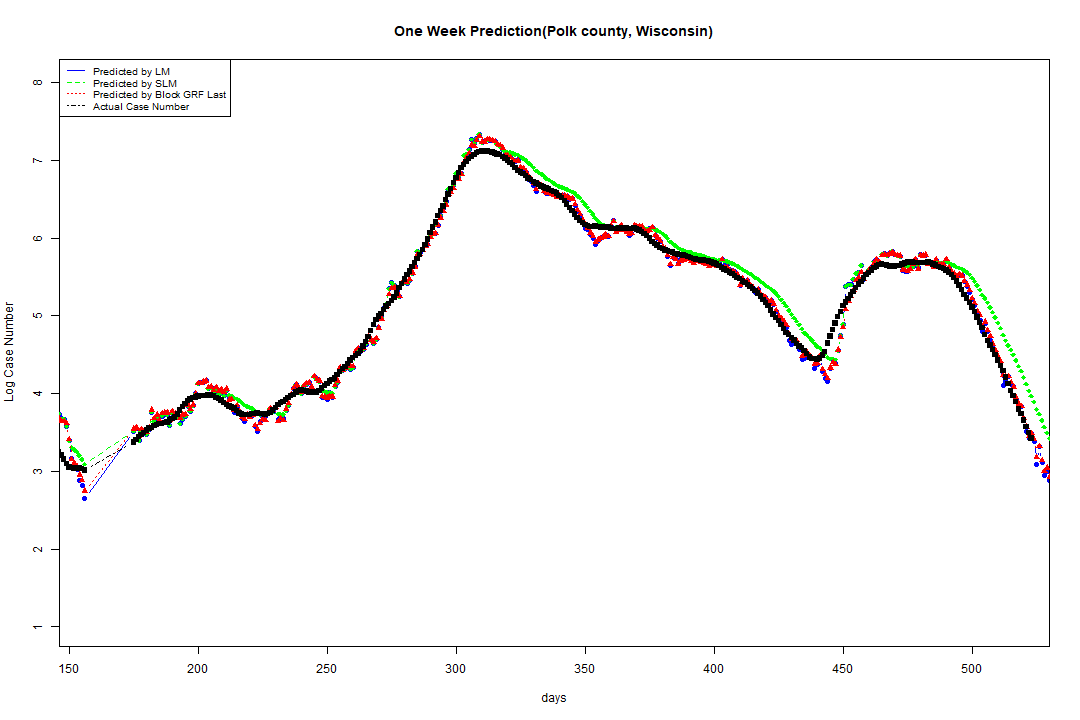 One Week Prediction(Polk county, Wisconsin)
Predicted by LM
Predicted by SLM
Predicted by Block GRF Last
Actual Case Number
8
7
6
5
4
3
2
1
Log Case Number
150 200 250 300 350 400 450 500
days